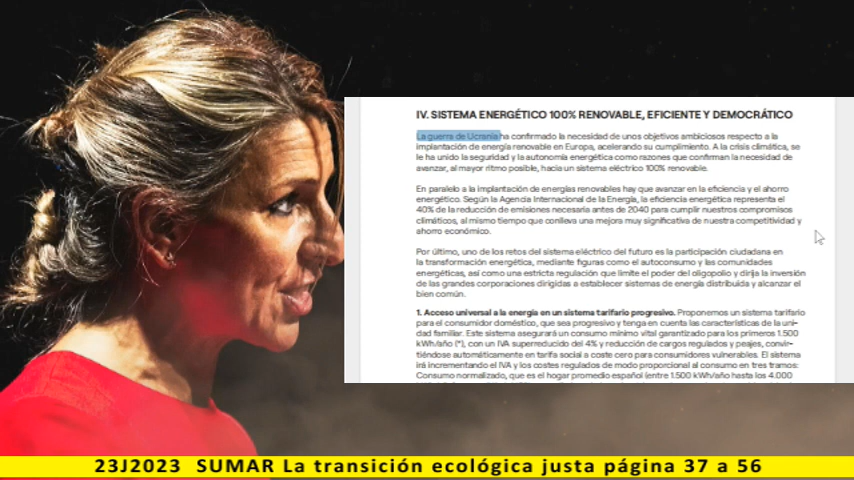 IV. SISTEMA ENERGÉTICO 100% RENOVABLE, EFICIENTE Y DEMOCRÁTICO
La guerra de Ucrania ha confirmado la necesidad de unos objetivos ambiciosos respecto a la
implantación de energía renovable en Europa, acelerando su cumplimiento. A la crisis climática, se
le ha unido la seguridad y la autonomía energética como razones que confirman la necesidad de
avanzar, al mayor ritmo posible, hacia un sistema eléctrico 100% renovable.
En paralelo a la implantación de energías renovables hay que avanzar en la eficiencia y el ahorro
energético. Según la Agencia Internacional de la Energía, la eficiencia energética representa el
40% de la reducción de emisiones necesaria antes de 2040 para cumplir nuestros compromisos
climáticos, al mismo tiempo que conlleva una mejora muy significativa de nuestra competitividad y
ahorro económico.
Por último, uno de los retos del sistema eléctrico del futuro es la participación ciudadana en
la transformación energética, mediante figuras como el autoconsumo y las comunidades
energéticas, así como una estricta regulación que limite el poder del oligopolio y dirija la inversión
de las grandes corporaciones dirigidas a establecer sistemas de energía distribuida y alcanzar el
bien común.
1. Acceso universal a la energía en un sistema tarifario progresivo. Proponemos un sistema tarifario
para el consumidor doméstico, que sea progresivo y tenga en cuenta las características de la uni-
dad familiar. Este sistema asegurará un consumo mínimo vital garantizado para los primeros 1.500
kWh/año (*), con un IVA superreducido del 4% y reducción de cargos regulados y peajes, convir-
tiéndose automáticamente en tarifa social a coste cero para consumidores vulnerables. El sistema
irá incrementando el IVA y los costes regulados de modo proporcional al consumo en tres tramos:
Consumo normalizado, que es el hogar promedio español (entre 1.500 kWh/año hasta los 4.000
23J2023 SUMAR La transición ecológica justa página 37 a 56